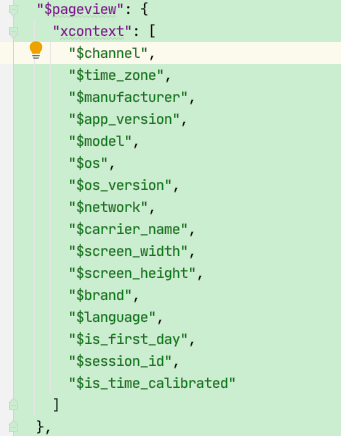 "$pageview": {
"xcontext": [
"$channel",
"$time_zone",
"$manufacturer",
"$app_version",
"$model",
"$os",
"$os_version",
"$network",
"$carrier_name",
"$screen_width",
"$screen_height",
"$brand",
"$language",
"$is_first_day",
"$session_id",
"$is_time_calibrated"
]
},